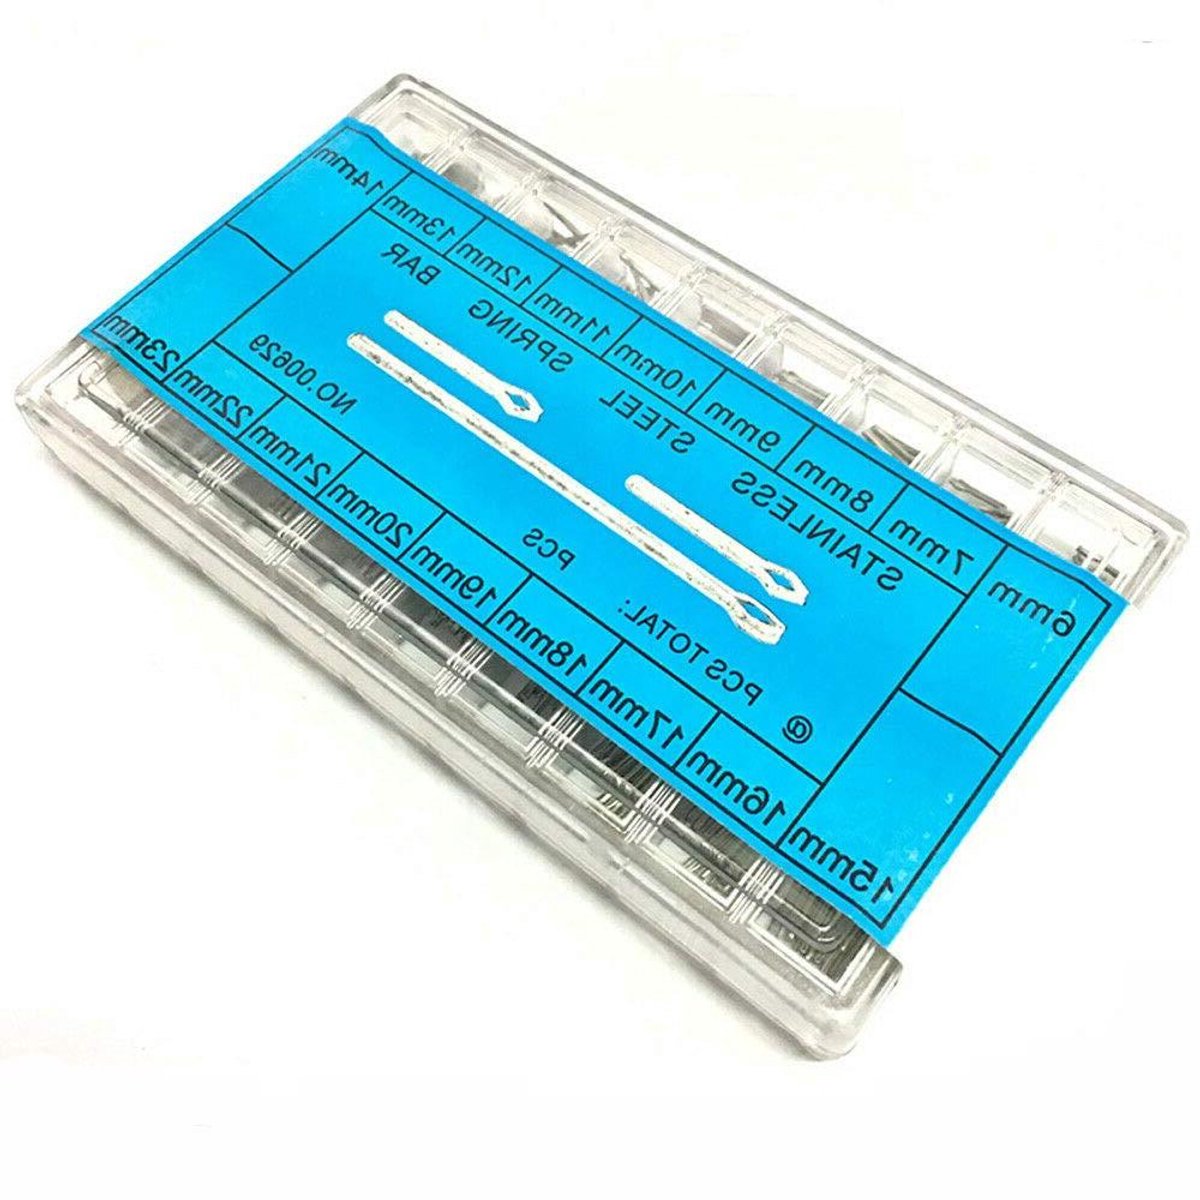 6mm 7mm 8mm 9mm 10mm 11mm 12mm 13mm 14mm
STAINLESS STEEL SPRING BAR
@ PCS TOTAL: PCS NO.00629
15mm 16mm 17mm 18mm 19mm 20mm 21mm 22mm 23mm